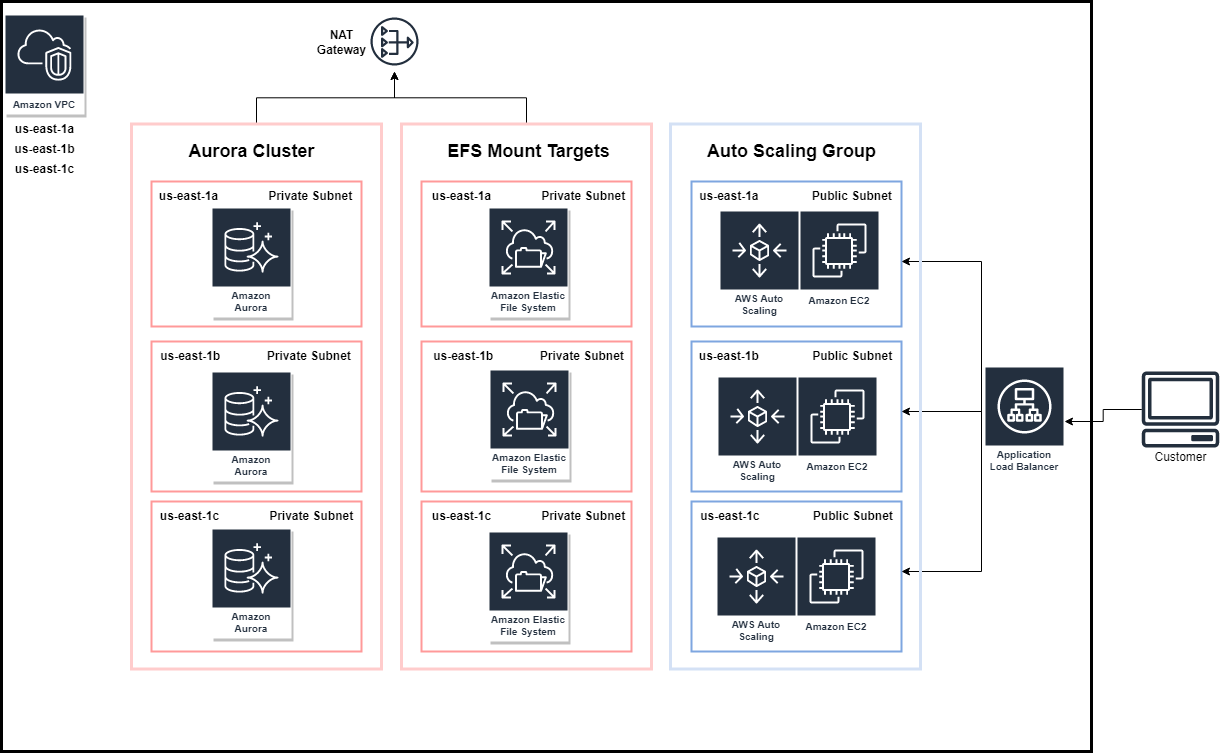 Amazon VPC
us-east-1a
us-east-1b
us-east-1c
NAT
Gateway
Aurora Cluster
us-east-1a
Private Subnet
Amazon
Aurora
us-east-1b
Private Subnet
Amazon
Aurora
us-east-1c
Private Subnet
Amazon
Aurora
EFS Mount Targets
us-east-1a
Private Subnet
Amazon Elastic
File System
us-east-1b
Private Subnet
Amazon Elastic
File System
us-east-1c
Private Subnet
Amazon Elastic
File System
Auto Scaling Group
us-east-1a
Public Subnet
AWS Auto
Scaling
Amazon EC2
us-east-1b
Public Subnet
AWS Auto
Scaling
Amazon EC2
us-east-1c
Public Subnet
AWS Auto
Scaling
Amazon EC2
Application
Load Balancer
Customer